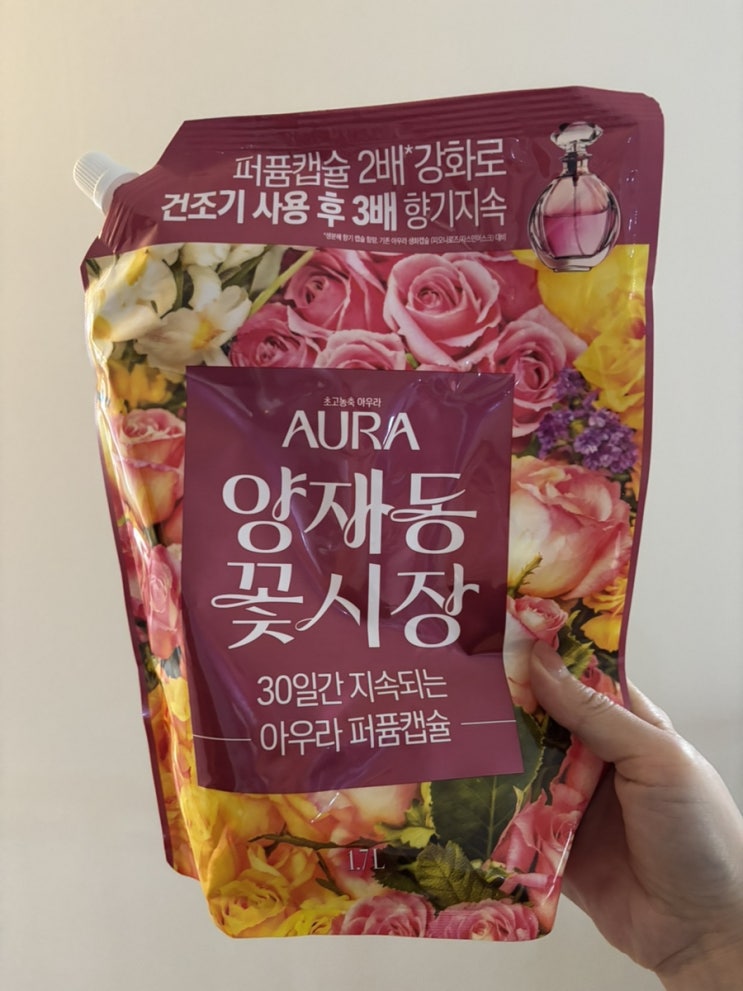 퍼퓸캡슐 2배*강화로
건조기 사용 후 3배 향기지속
초고농축 아우라
AURA
양재동
꽃시장
30일간 지속되는
아우라 퍼퓸캡슐
1.7L